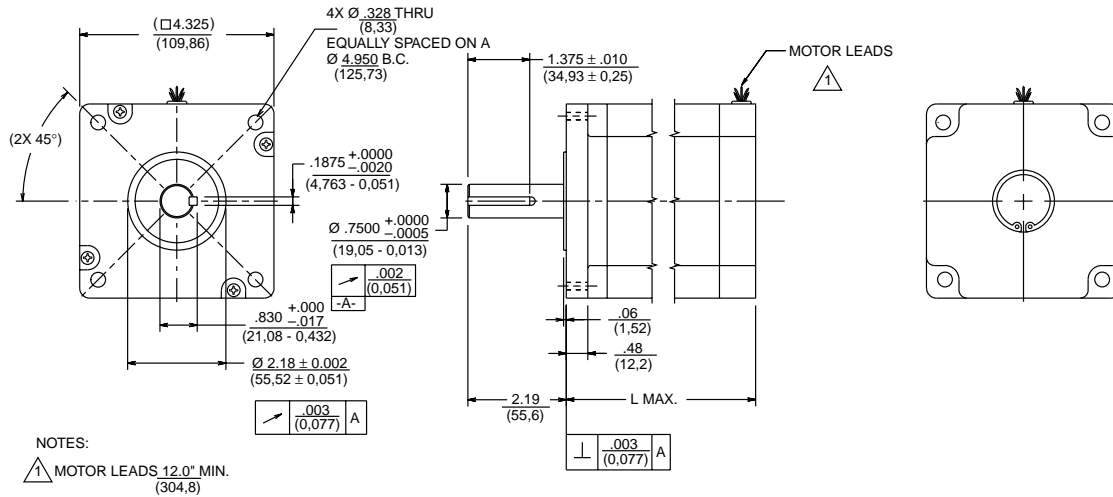 (□4.325)
(109,86)
4X Ø .328 THRU
(8,33)
EQUALLY SPACED ON A
Ø 4.950 B.C.
(125,73)
(2X 45°)
.1875 +.0000
−.0020
(4,763 - 0,051)
Ø .7500 +.0000
−.0005
(19,05 - 0,013)
.002
(0,051)
-A-
.830 +.000
−.017
(21,08 - 0,432)
Ø 2.18 ± 0.002
(55,52 ± 0,051)
.003
(0,077) A
1.375 ± .010
(34,93 ± 0,25)
MOTOR LEADS
1
.06
(1,52)
.48
(12,2)
2.19
(55,6)
L MAX.
⊥ .003
(0,077) A
NOTES:
1 MOTOR LEADS 12.0" MIN.
(304,8)